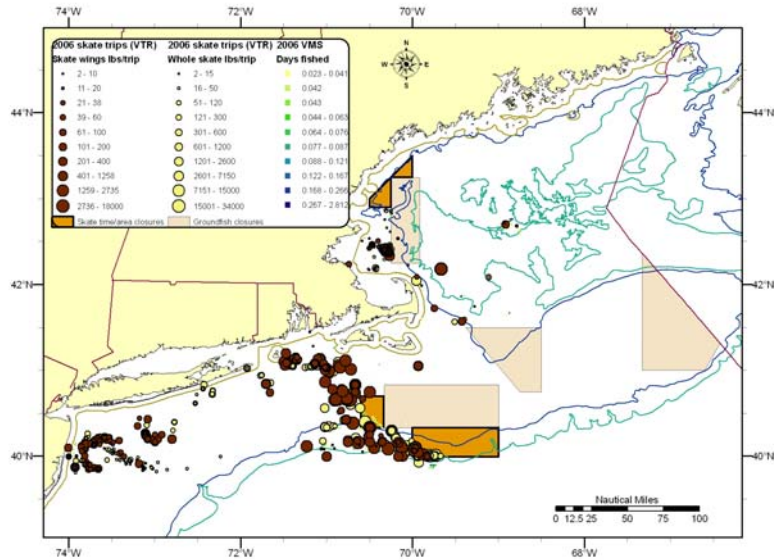 74°W 72°W 70°W 68°W
2006 skate trips (VTR) 2006 skate trips (VTR) 2006 VMS
Skate wings lbs/trip Whole skate lbs/trip Days fished
2 - 10 2 - 15 0.023 - 0.041
11 - 20 16 - 50 0.042
21 - 38 51 - 120 0.043
39 - 60 121 - 300 0.044 - 0.063
61 - 100 301 - 600 0.064 - 0.076
101 - 200 601 - 1200 0.077 - 0.087
201 - 400 1201 - 2600 0.088 - 0.121
401 - 1258 2601 - 7150 0.122 - 0.167
1259 - 2735 7151 - 15000 0.168 - 0.266
2736 - 18000 15001 - 34000 0.267 - 2.812
Skate time/area closures Groundfish closures
N
W E
S
44°N 44°N
42°N 42°N
40°N 40°N
Nautical Miles
0 12.5 25 50 75 100
74°W 72°W 70°W 68°W